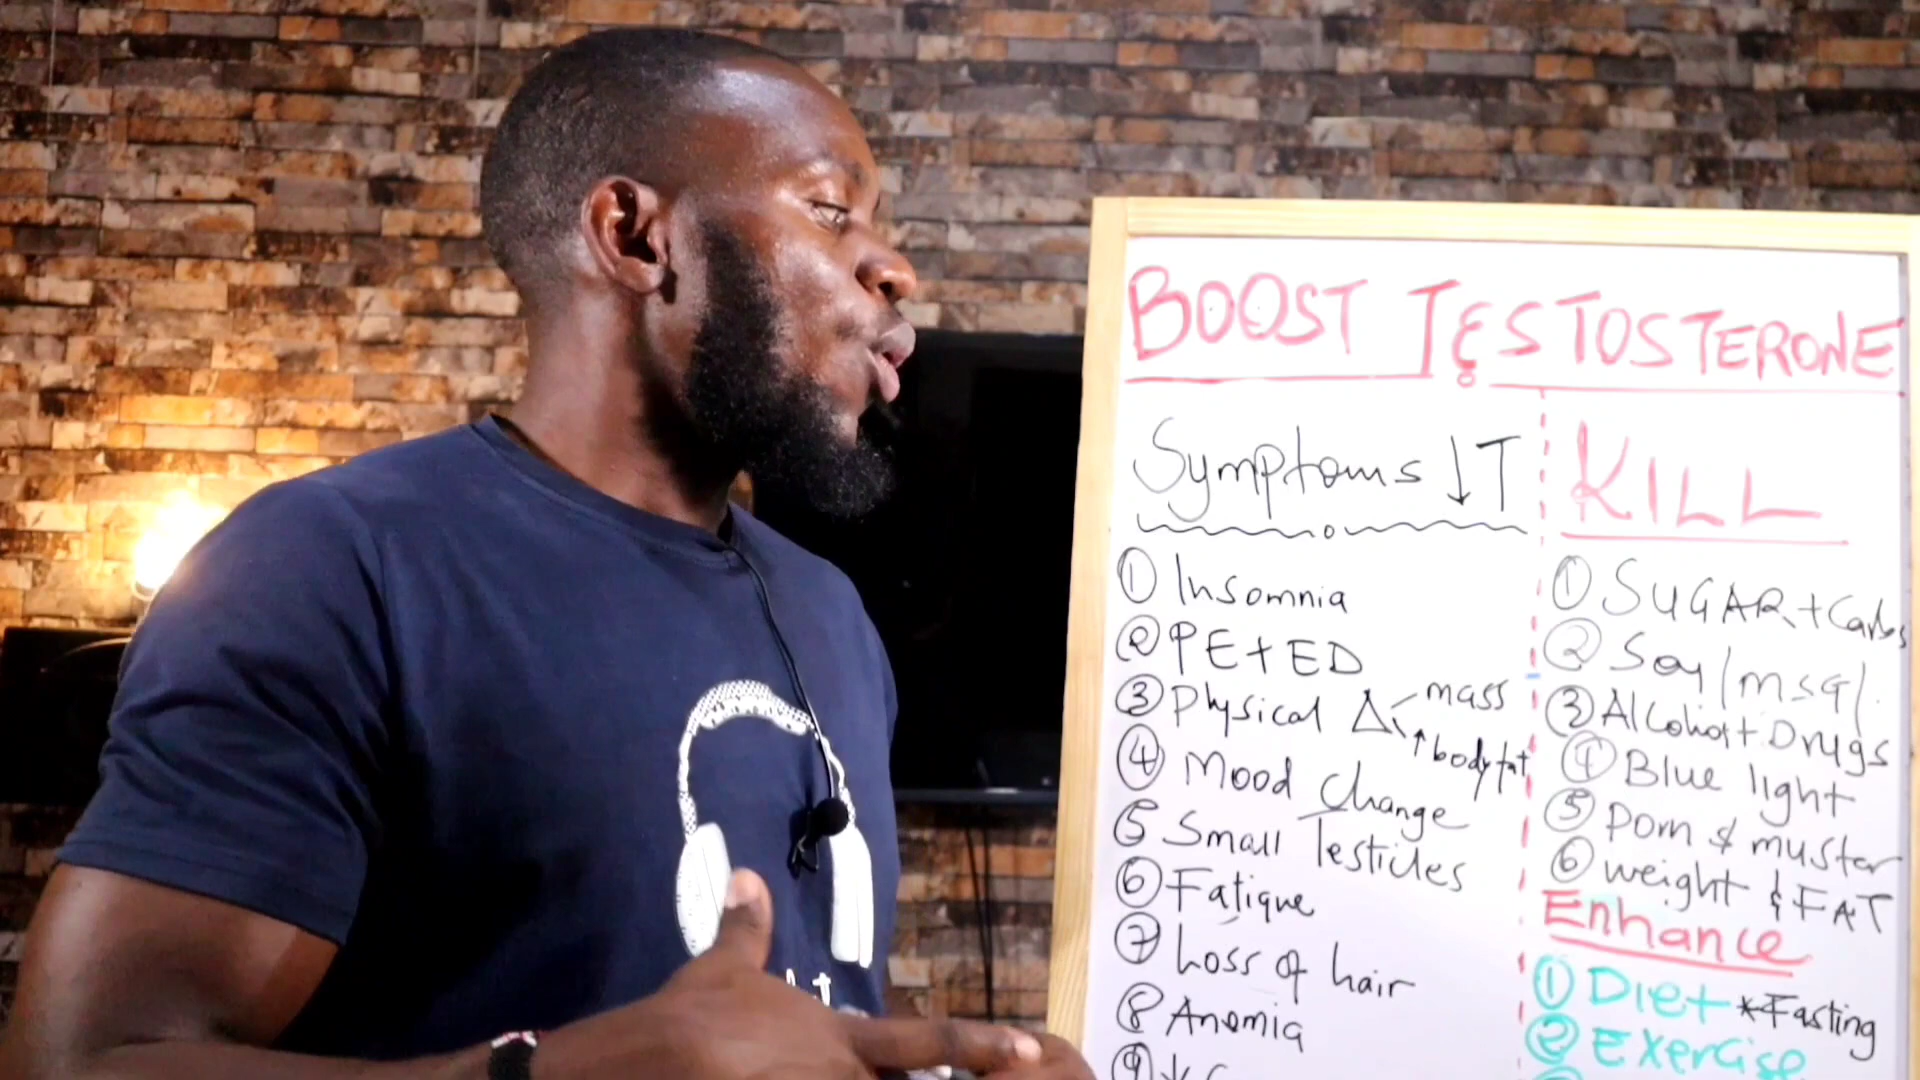 BOOST TESTOSTERONE
Symptoms ↓T
① Insomnia
② PE+ED
③ Physical Δ mass
↑ body fat
④ Mood Change
⑤ Small Testicles
⑥ Fatique
⑦ Loss of hair
⑧ Anemia
⑨
KILL
① SUGAR + Carbs
② Soy/MSG/.
③ Alcohol + Drugs
④ Blue light
⑤ Porn & muster
⑥ weight & FAT
Enhance
① Diet *Fasting
② Exercise